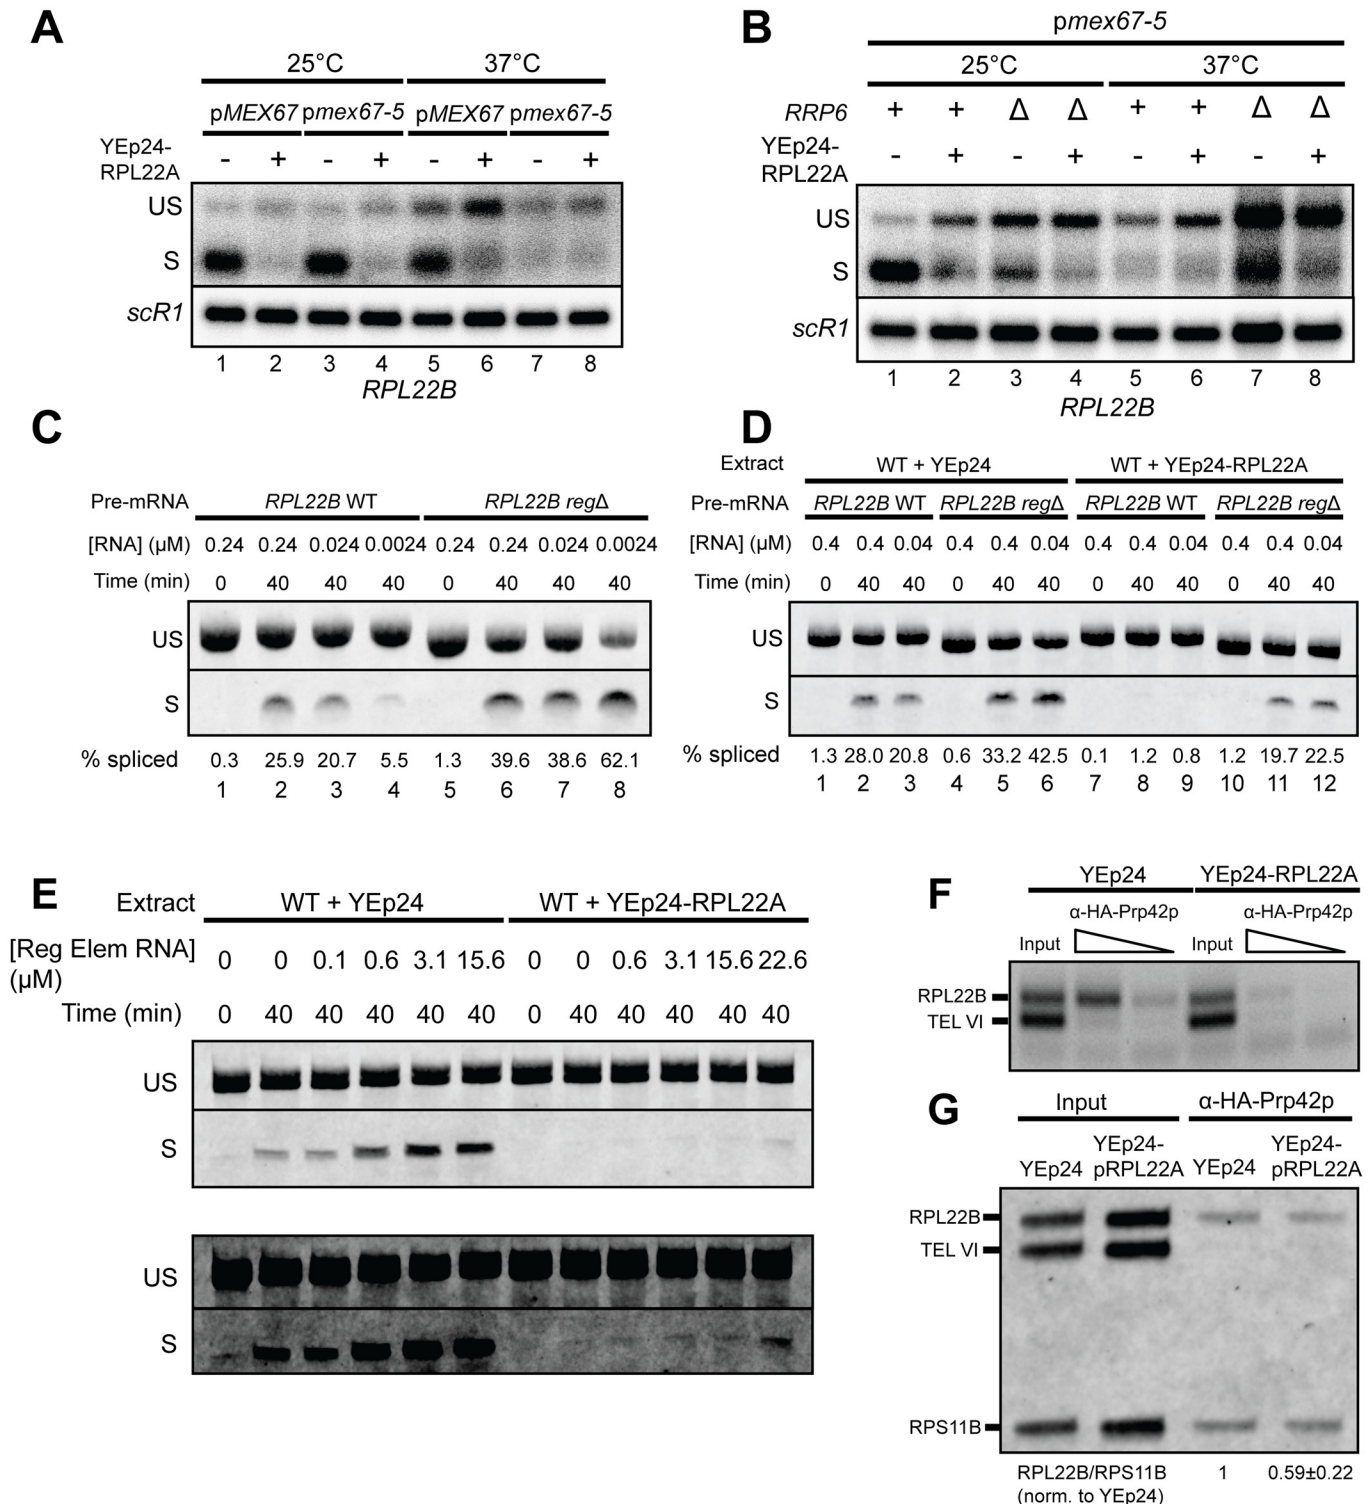 A
25°C 37°C
pMEX67 pmex67-5 pMEX67 pmex67-5
YEp24-
RPL22A
- + - + - + - +
US
S
scR1
1 2 3 4 5 6 7 8
RPL22B
B
pmex67-5
25°C 37°C
RRP6 + + Δ Δ + + Δ Δ
YEp24-
RPL22A
- + - + - + - +
US
S
scR1
1 2 3 4 5 6 7 8
RPL22B
C
Pre-mRNA RPL22B WT RPL22B regΔ
[RNA] (µM) 0.24 0.24 0.024 0.0024 0.24 0.24 0.024 0.0024
Time (min) 0 40 40 40 0 40 40 40
US
S
% spliced 0.3 25.9 20.7 5.5 1.3 39.6 38.6 62.1
1 2 3 4 5 6 7 8
D
Extract WT + YEp24 WT + YEp24-RPL22A
Pre-mRNA RPL22B WT RPL22B regΔ RPL22B WT RPL22B regΔ
[RNA] (µM) 0.4 0.4 0.04 0.4 0.4 0.04 0.4 0.4 0.04 0.4 0.4 0.04
Time (min) 0 40 40 0 40 40 0 40 40 0 40 40
US
S
% spliced 1.3 28.0 20.8 0.6 33.2 42.5 0.1 1.2 0.8 1.2 19.7 22.5
1 2 3 4 5 6 7 8 9 10 11 12
E
Extract WT + YEp24 WT + YEp24-RPL22A
[Reg Elem RNA]
(µM)
0 0 0.1 0.6 3.1 15.6 0 0 0.6 3.1 15.6 22.6
Time (min) 0 40 40 40 40 40 0 40 40 40 40 40
US
S
US
S
F
YEp24 YEp24-RPL22A
α-HA-Prp42p α-HA-Prp42p
Input Input
RPL22B
TEL VI
G
Input α-HA-Prp42p
YEp24 YEp24-
pRPL22A YEp24 YEp24-
pRPL22A
RPL22B
TEL VI
RPS11B
RPL22B/RPS11B 1 0.59±0.22
(norm. to YEp24)